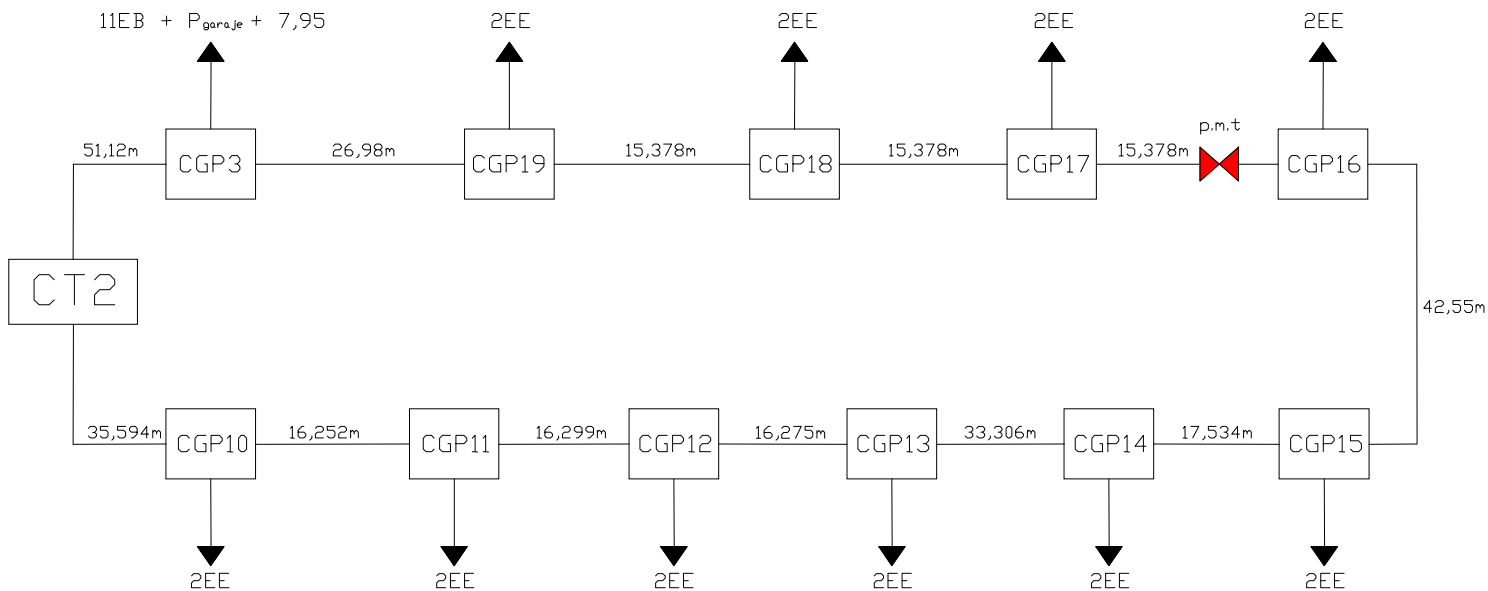 11EB + Pgaraje + 7,95
2EE
2EE
2EE
2EE
p.m.t
51,12m
26,98m
15,378m
15,378m
15,378m
CGP3
CGP19
CGP18
CGP17
CGP16
CT2
42,55m
35,594m
16,252m
16,299m
16,275m
33,306m
17,534m
CGP10
CGP11
CGP12
CGP13
CGP14
CGP15
2EE
2EE
2EE
2EE
2EE
2EE